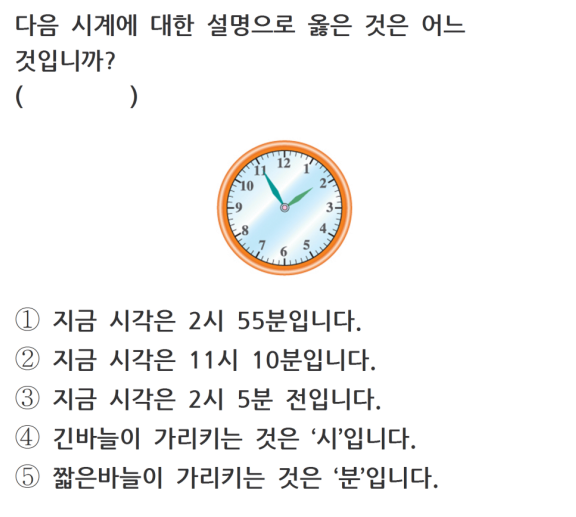 다음 시계에 대한 설명으로 옳은 것은 어느
것입니까?
(          )
12
11 1
10 2
9 3
8 4
7 5
6
① 지금 시각은 2시 55분입니다.
② 지금 시각은 11시 10분입니다.
③ 지금 시각은 2시 5분 전입니다.
④ 긴바늘이 가리키는 것은 ‘시’입니다.
⑤ 짧은바늘이 가리키는 것은 ‘분’입니다.